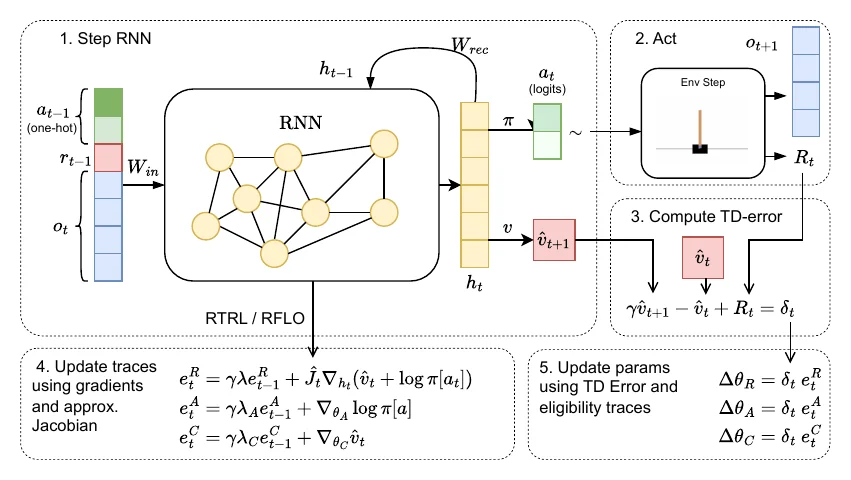 1. Step RNN
W_{rec}
h_{t-1}
a_{t-1}
(one-hot)
r_{t-1}
W_{in}
o_t
RNN
π
a_t
(logits)
~
v
v̂_{t+1}
h_t
RTRL / RFLO
2. Act
o_{t+1}
Env Step
R_t
3. Compute TD-error
v̂_t
γv̂_{t+1} − v̂_t + R_t = δ_t
4. Update traces
using gradients
and approx.
Jacobian
e_t^R = γλe_{t-1}^R + Ĵ_t∇_{h_t}(v̂_t + log π[a_t])
e_t^A = γλ_A e_{t-1}^A + ∇_{θ_A} log π[a]
e_t^C = γλ_C e_{t-1}^C + ∇_{θ_C} v̂_t
5. Update params
using TD Error and
eligibility traces
Δθ_R = δ_t e_t^R
Δθ_A = δ_t e_t^A
Δθ_C = δ_t e_t^C